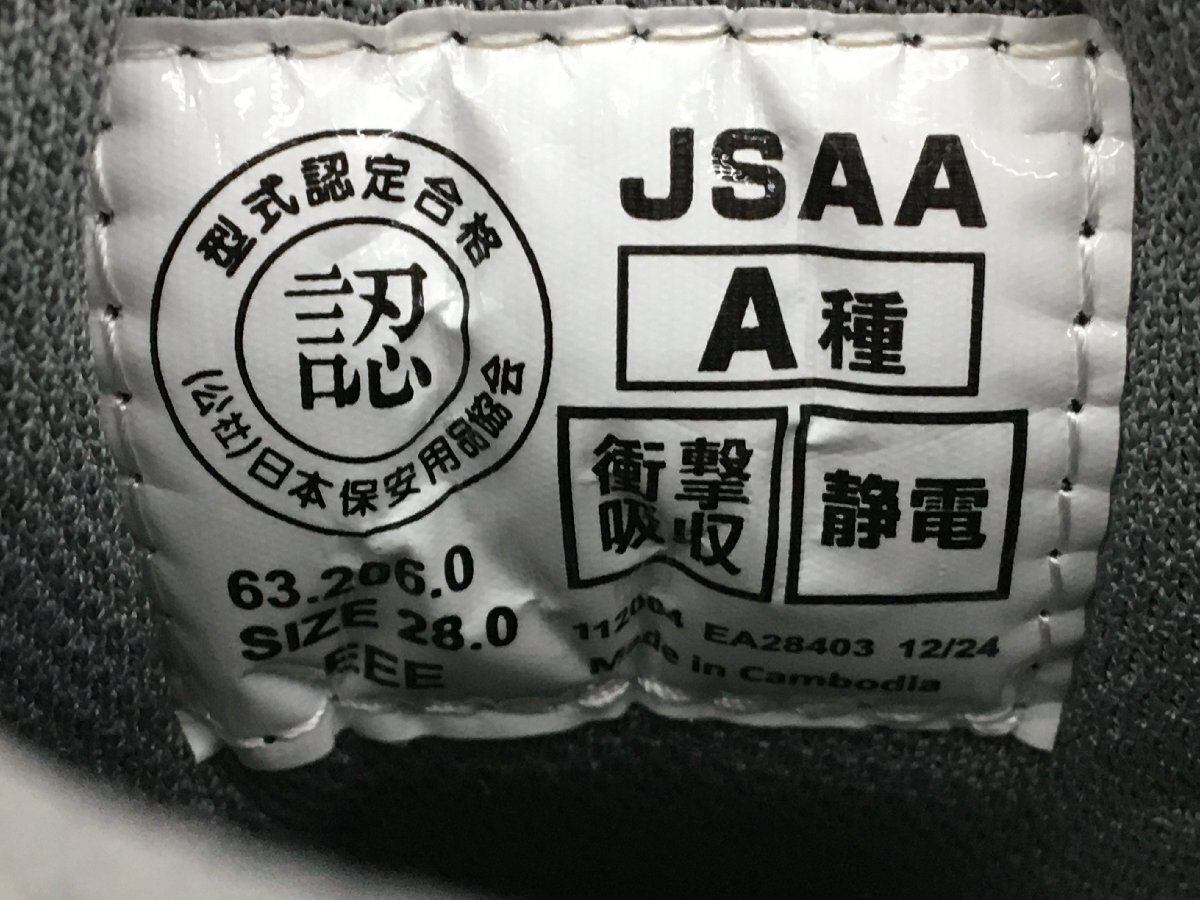 型式認定合格
認
(公社)日本保安用品協会
JSAA
A種
衝撃
吸収
静電
63.206.0
SIZE 28.0
EEE
112004 EA28403 12/24
Made in Cambodia